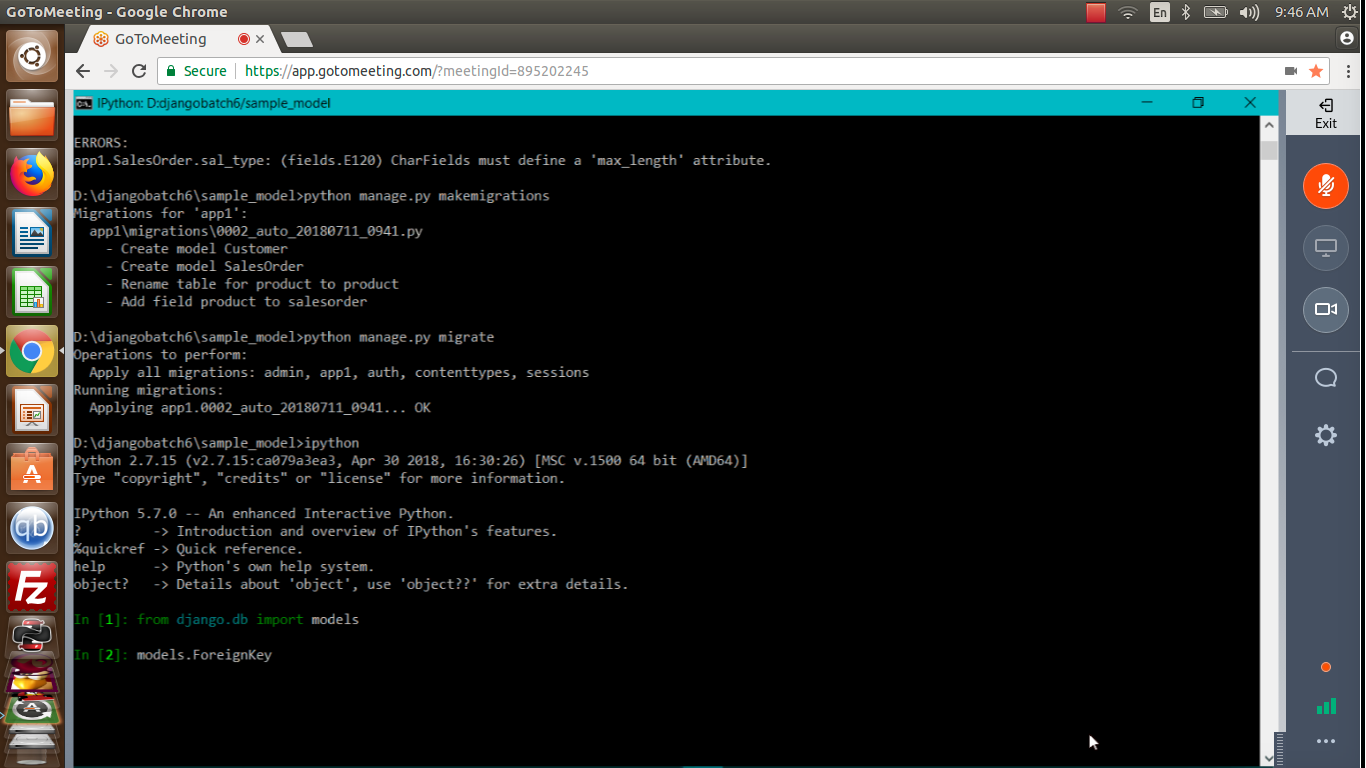 GoToMeeting - Google Chrome
En
9:46 AM
GoToMeeting
Secure
https://app.gotomeeting.com/?meetingId=895202245
IPython: D:djangobatch6/sample_model
Exit
ERRORS:
app1.SalesOrder.sal_type: (fields.E120) CharFields must define a 'max_length' attribute.
D:\djangobatch6\sample_model>python manage.py makemigrations
Migrations for 'app1':
app1\migrations\0002_auto_20180711_0941.py
- Create model Customer
- Create model SalesOrder
- Rename table for product to product
- Add field product to salesorder
D:\djangobatch6\sample_model>python manage.py migrate
Operations to perform:
Apply all migrations: admin, app1, auth, contenttypes, sessions
Running migrations:
Applying app1.0002_auto_20180711_0941... OK
D:\djangobatch6\sample_model>ipython
Python 2.7.15 (v2.7.15:ca079a3ea3, Apr 30 2018, 16:30:26) [MSC v.1500 64 bit (AMD64)]
Type "copyright", "credits" or "license" for more information.
IPython 5.7.0 -- An enhanced Interactive Python.
?         -> Introduction and overview of IPython's features.
%quickref -> Quick reference.
help      -> Python's own help system.
object?   -> Details about 'object', use 'object??' for extra details.
In [1]: from django.db import models
In [2]: models.ForeignKey
qb
Fz